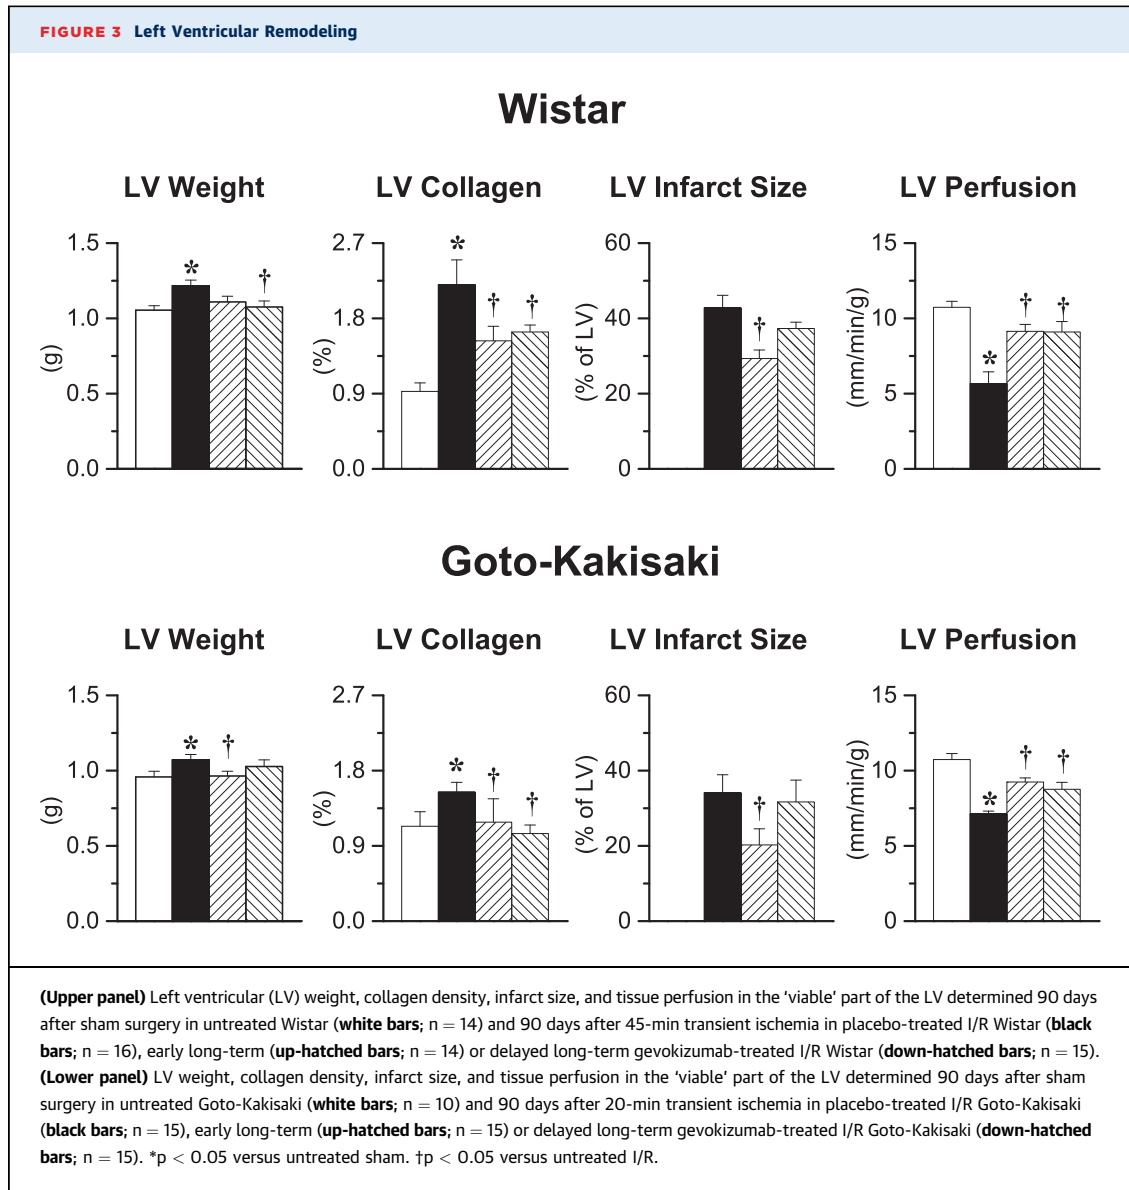 FIGURE 3 Left Ventricular Remodeling
Wistar
LV Weight LV Collagen LV Infarct Size LV Perfusion
(g)
1.5
1.0
0.5
0.0
*
†
(%)
2.7
1.8
0.9
0.0
*
†
†
(% of LV)
60
40
20
0
†
(mm/min/g)
15
10
5
0
*
†
†
Goto-Kakisaki
LV Weight LV Collagen LV Infarct Size LV Perfusion
(g)
1.5
1.0
0.5
0.0
*
†
(%)
2.7
1.8
0.9
0.0
*
†
†
(% of LV)
60
40
20
0
†
(mm/min/g)
15
10
5
0
*
†
†
(Upper panel) Left ventricular (LV) weight, collagen density, infarct size, and tissue perfusion in the ‘viable’ part of the LV determined 90 days
after sham surgery in untreated Wistar (white bars; n = 14) and 90 days after 45-min transient ischemia in placebo-treated I/R Wistar (black
bars; n = 16), early long-term (up-hatched bars; n = 14) or delayed long-term gevokizumab-treated I/R Wistar (down-hatched bars; n = 15).
(Lower panel) LV weight, collagen density, infarct size, and tissue perfusion in the ‘viable’ part of the LV determined 90 days after sham
surgery in untreated Goto-Kakisaki (white bars; n = 10) and 90 days after 20-min transient ischemia in placebo-treated I/R Goto-Kakisaki
(black bars; n = 15), early long-term (up-hatched bars; n = 15) or delayed long-term gevokizumab-treated I/R Goto-Kakisaki (down-hatched
bars; n = 15). *p < 0.05 versus untreated sham. †p < 0.05 versus untreated I/R.